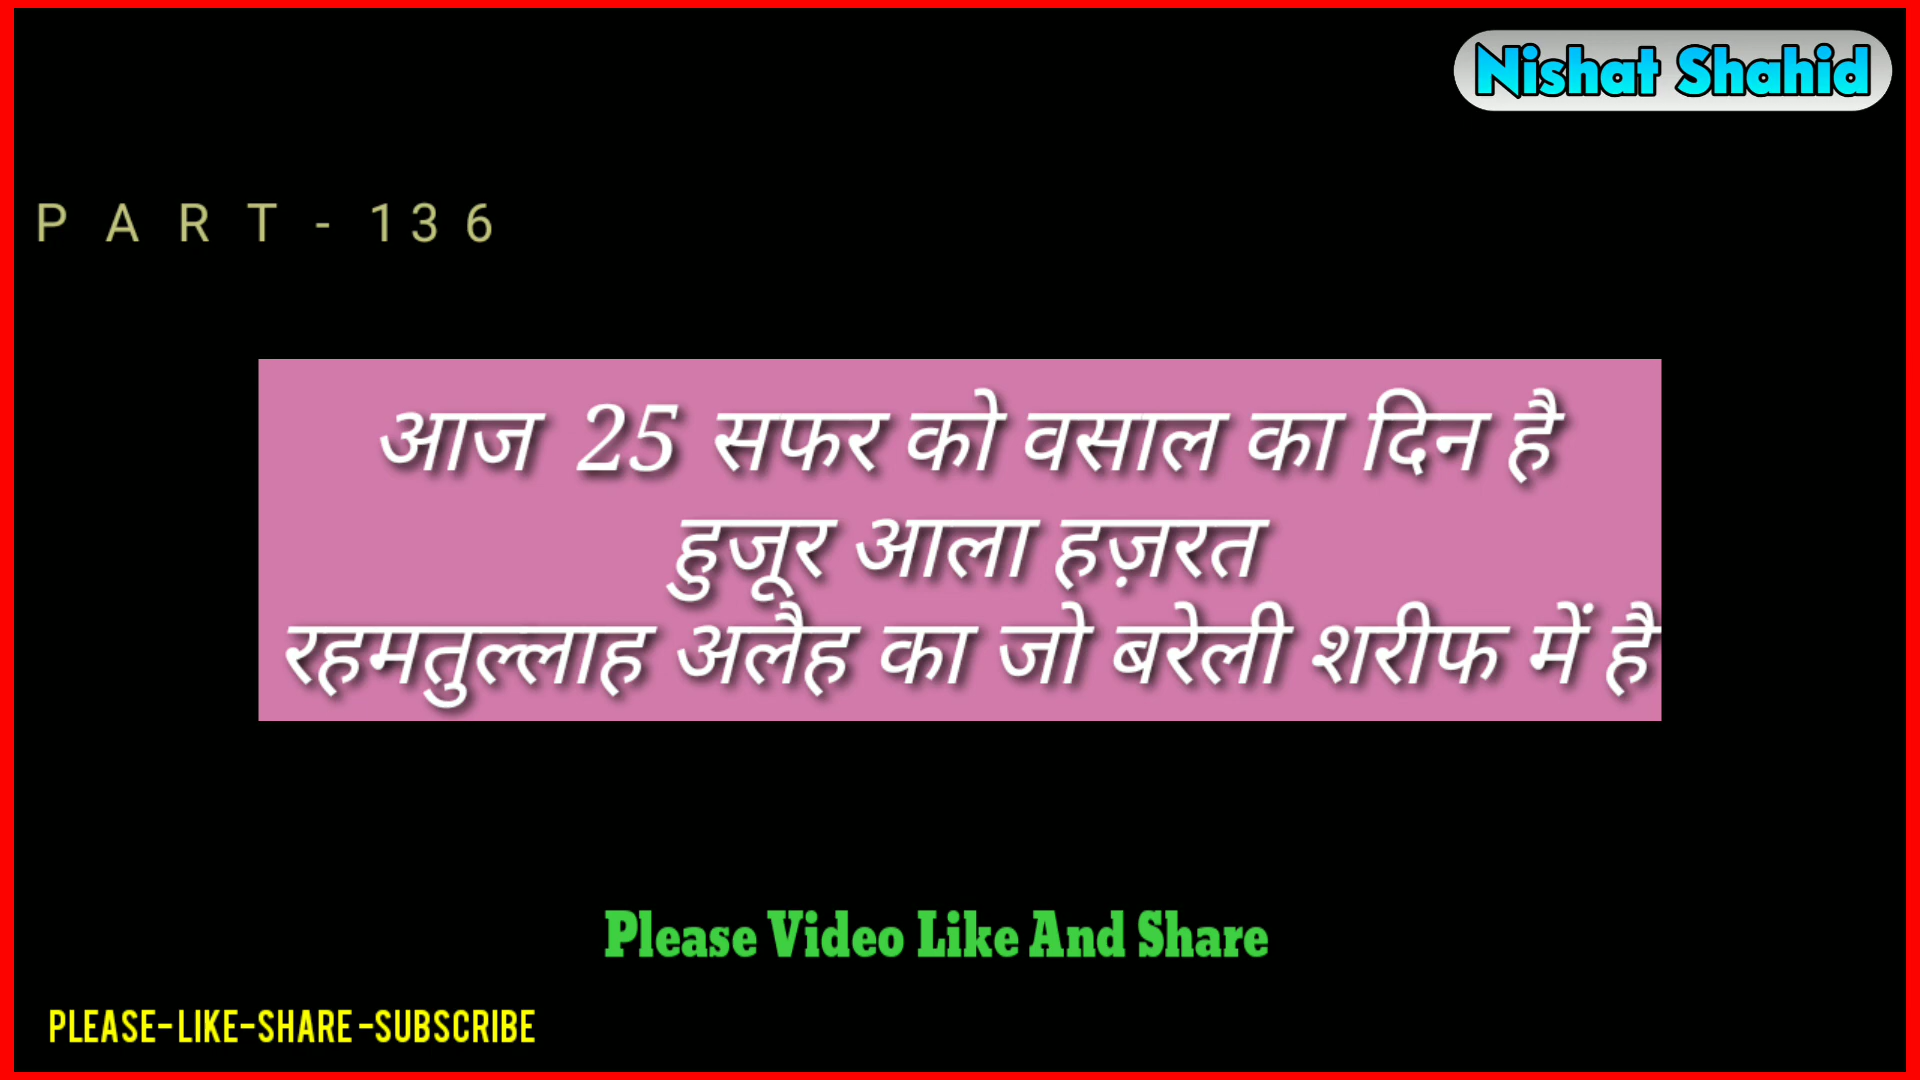 Nishat Shahid
PART-136
आज 25 सफर को वसाल का दिन है
हुजूर आला हज़रत
रहमतुल्लाह अलैह का जो बरेली शरीफ में है
Please Video Like And Share
PLEASE-LIKE-SHARE-SUBSCRIBE